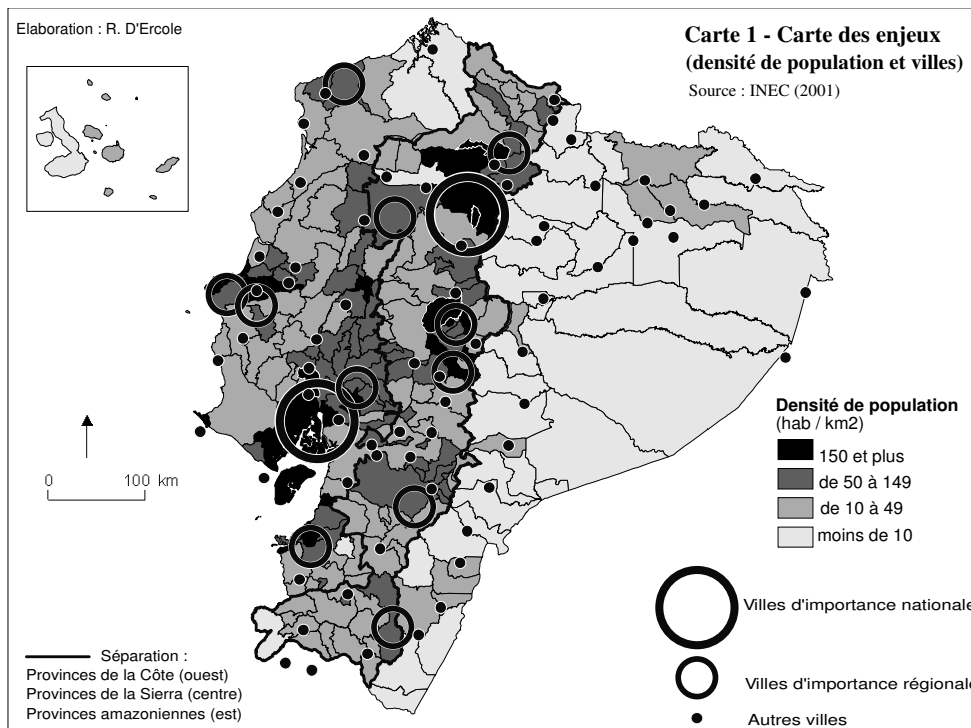 Elaboration : R. D'Ercole
Carte 1 - Carte des enjeux
(densité de population et villes)
Source : INEC (2001)
0 100 km
Densité de population
(hab / km2)
150 et plus
de 50 à 149
de 10 à 49
moins de 10
Villes d'importance nationale
Villes d'importance régionale
Autres villes
Séparation :
Provinces de la Côte (ouest)
Provinces de la Sierra (centre)
Provinces amazoniennes (est)